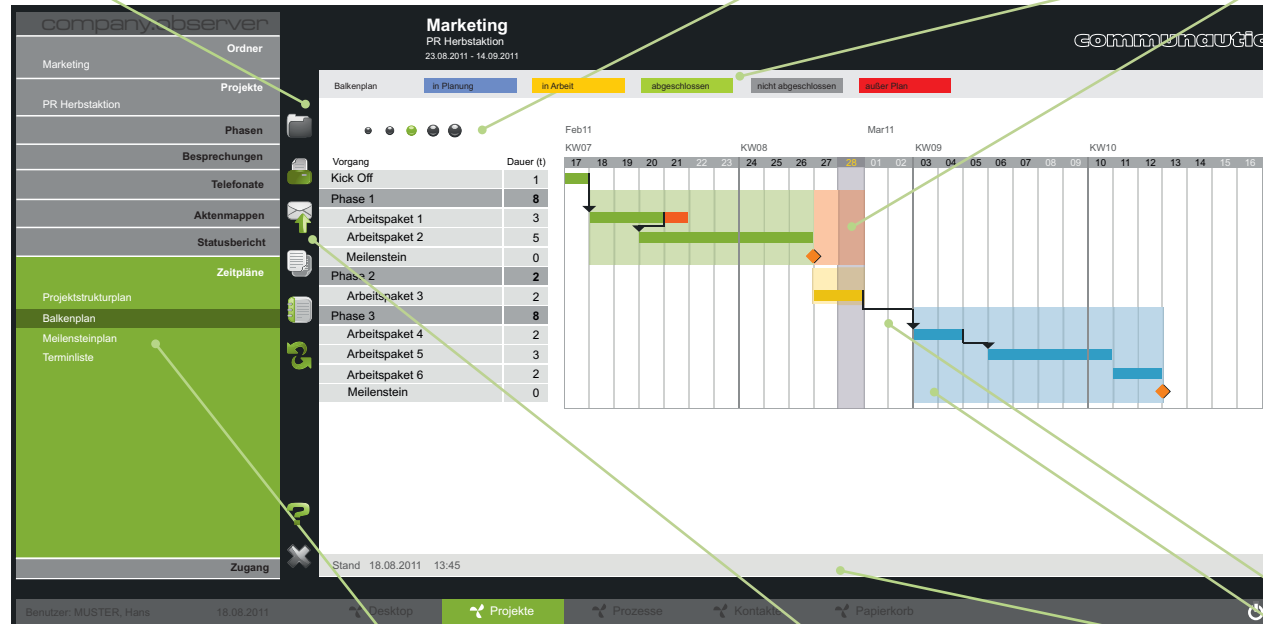 company.observer
Ordner
Marketing
Projekte
PR Herbstaktion
Phasen
Besprechungen
Telefonate
Aktenmappen
Statusbericht
Zeitpläne
Projektstrukturplan
Balkenplan
Meilensteinplan
Terminliste
Zugang
Marketing
PR Herbstaktion
23.08.2011 - 14.09.2011
Balkenplan in Planung in Arbeit abgeschlossen nicht abgeschlossen außer Plan
Feb11 Mar11
KW07 KW08 KW09 KW10
Vorgang Dauer (t) 17 18 19 20 21 22 23 24 25 26 27 28 01 02 03 04 05 06 07 08 09 10 11 12 13 14 15 16
Kick Off 1
Phase 1 8
Arbeitspaket 1 3
Arbeitspaket 2 5
Meilenstein 0
Phase 2 2
Arbeitspaket 3 2
Phase 3 8
Arbeitspaket 4 2
Arbeitspaket 5 3
Arbeitspaket 6 2
Meilenstein 0
Stand 18.08.2011 13:45
Benutzer: MUSTER, Hans 18.08.2011 Desktop Projekte Prozesse Kontakte Papierkorb